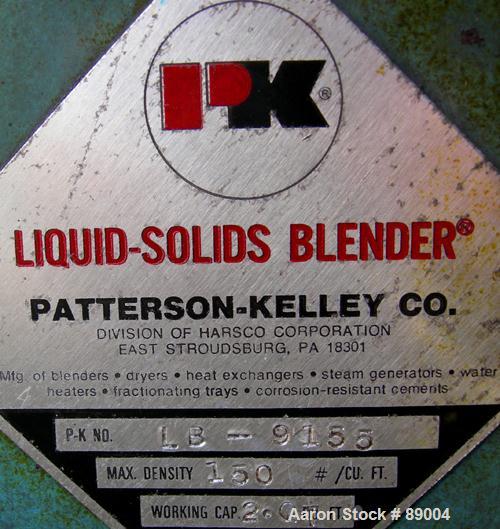 PK®
LIQUID-SOLIDS BLENDER®
PATTERSON-KELLEY CO.
DIVISION OF HARSCO CORPORATION
EAST STROUDSBURG, PA 18301
Mfg. of blenders • dryers • heat exchangers • steam generators • water
heaters • fractionating trays • corrosion-resistant cements
P-K NO. LB-9155
MAX. DENSITY 150 #/CU. FT.
WORKING CAP.
Aaron Stock # 89004